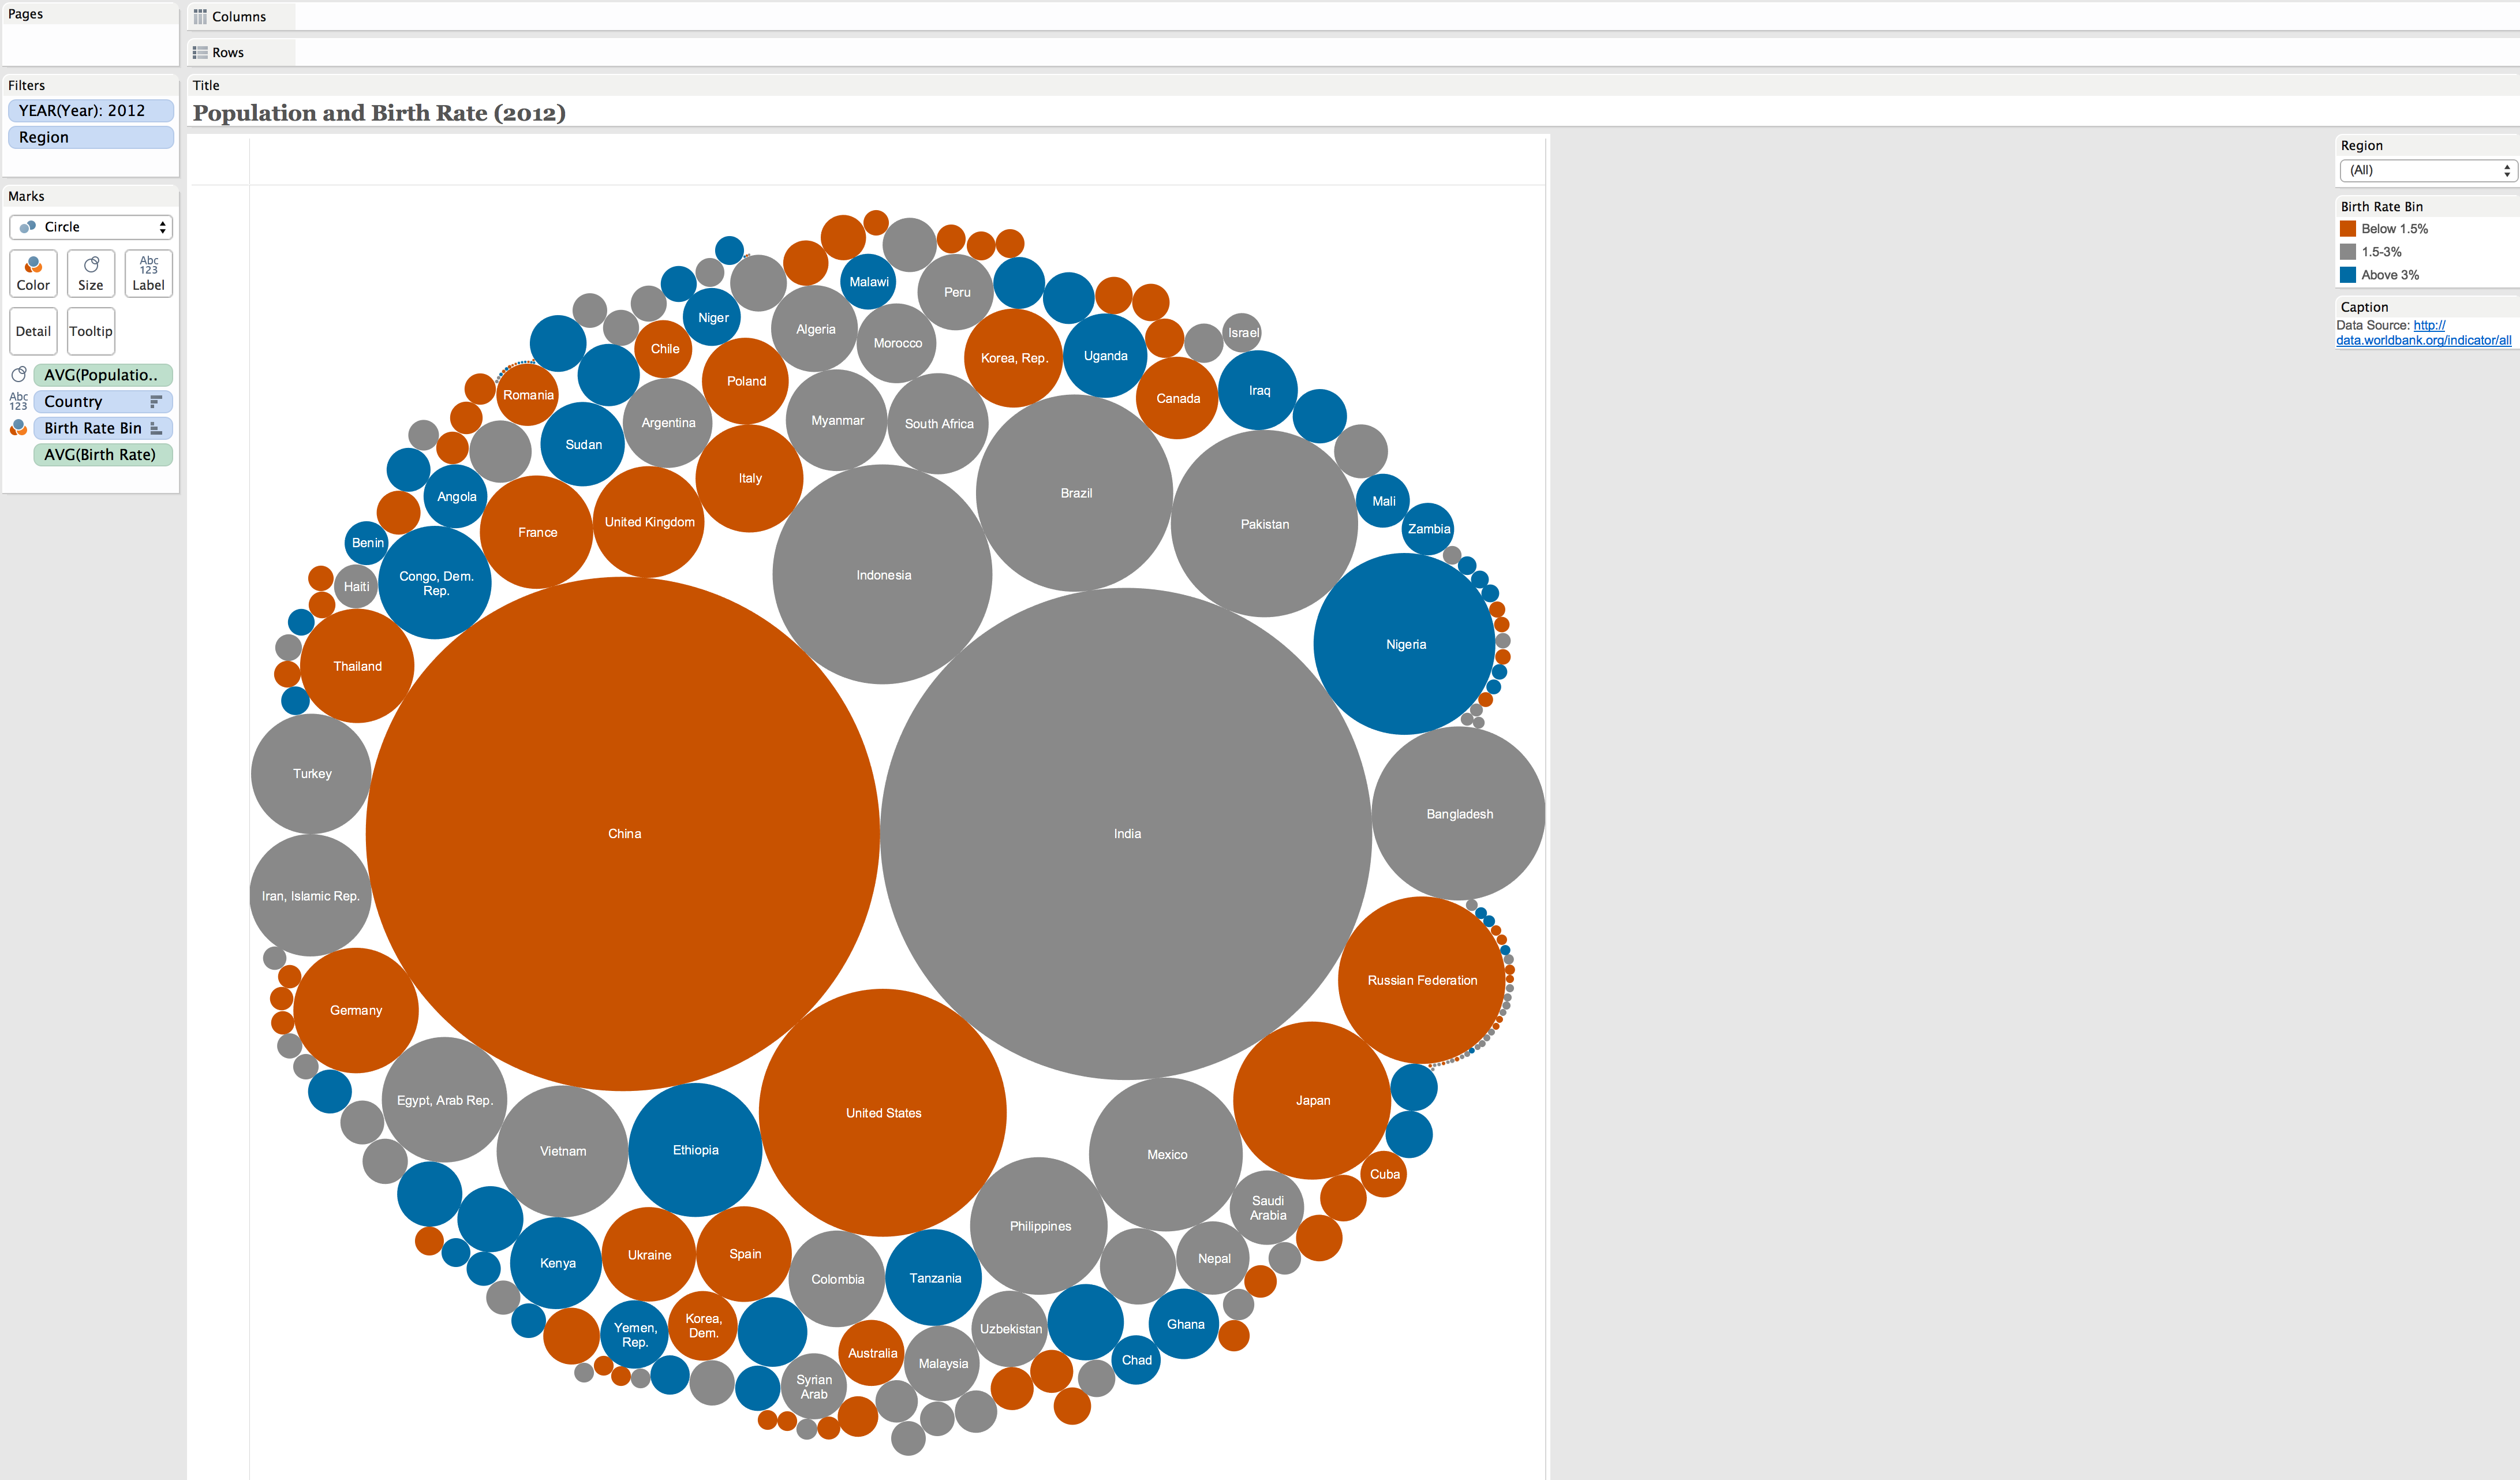 Pages
Columns
Rows
Filters
YEAR(Year): 2012
Region
Title
Population and Birth Rate (2012)
Marks
Circle
Color
Size
Abc
123
Label
Detail
Tooltip
AVG(Populatio..
Abc
123
Country
Birth Rate Bin
AVG(Birth Rate)
Region
(All)
Birth Rate Bin
Below 1.5%
1.5-3%
Above 3%
Caption
Data Source: http://
data.worldbank.org/indicator/all
Malawi
Peru
Niger
Algeria
Israel
Morocco
Chile
Korea, Rep.
Uganda
Poland
Iraq
Romania
Canada
Argentina
Myanmar
South Africa
Sudan
Italy
Brazil
Angola
Mali
United Kingdom
Pakistan
Zambia
France
Benin
Indonesia
Congo, Dem.
Rep.
Haiti
Nigeria
Thailand
Turkey
Bangladesh
China
India
Iran, Islamic Rep.
Russian Federation
Germany
Egypt, Arab Rep.
Japan
United States
Vietnam
Ethiopia
Mexico
Cuba
Saudi
Arabia
Philippines
Ukraine
Spain
Nepal
Kenya
Colombia
Tanzania
Korea,
Dem.
Yemen,
Rep.
Uzbekistan
Ghana
Australia
Malaysia
Chad
Syrian
Arab